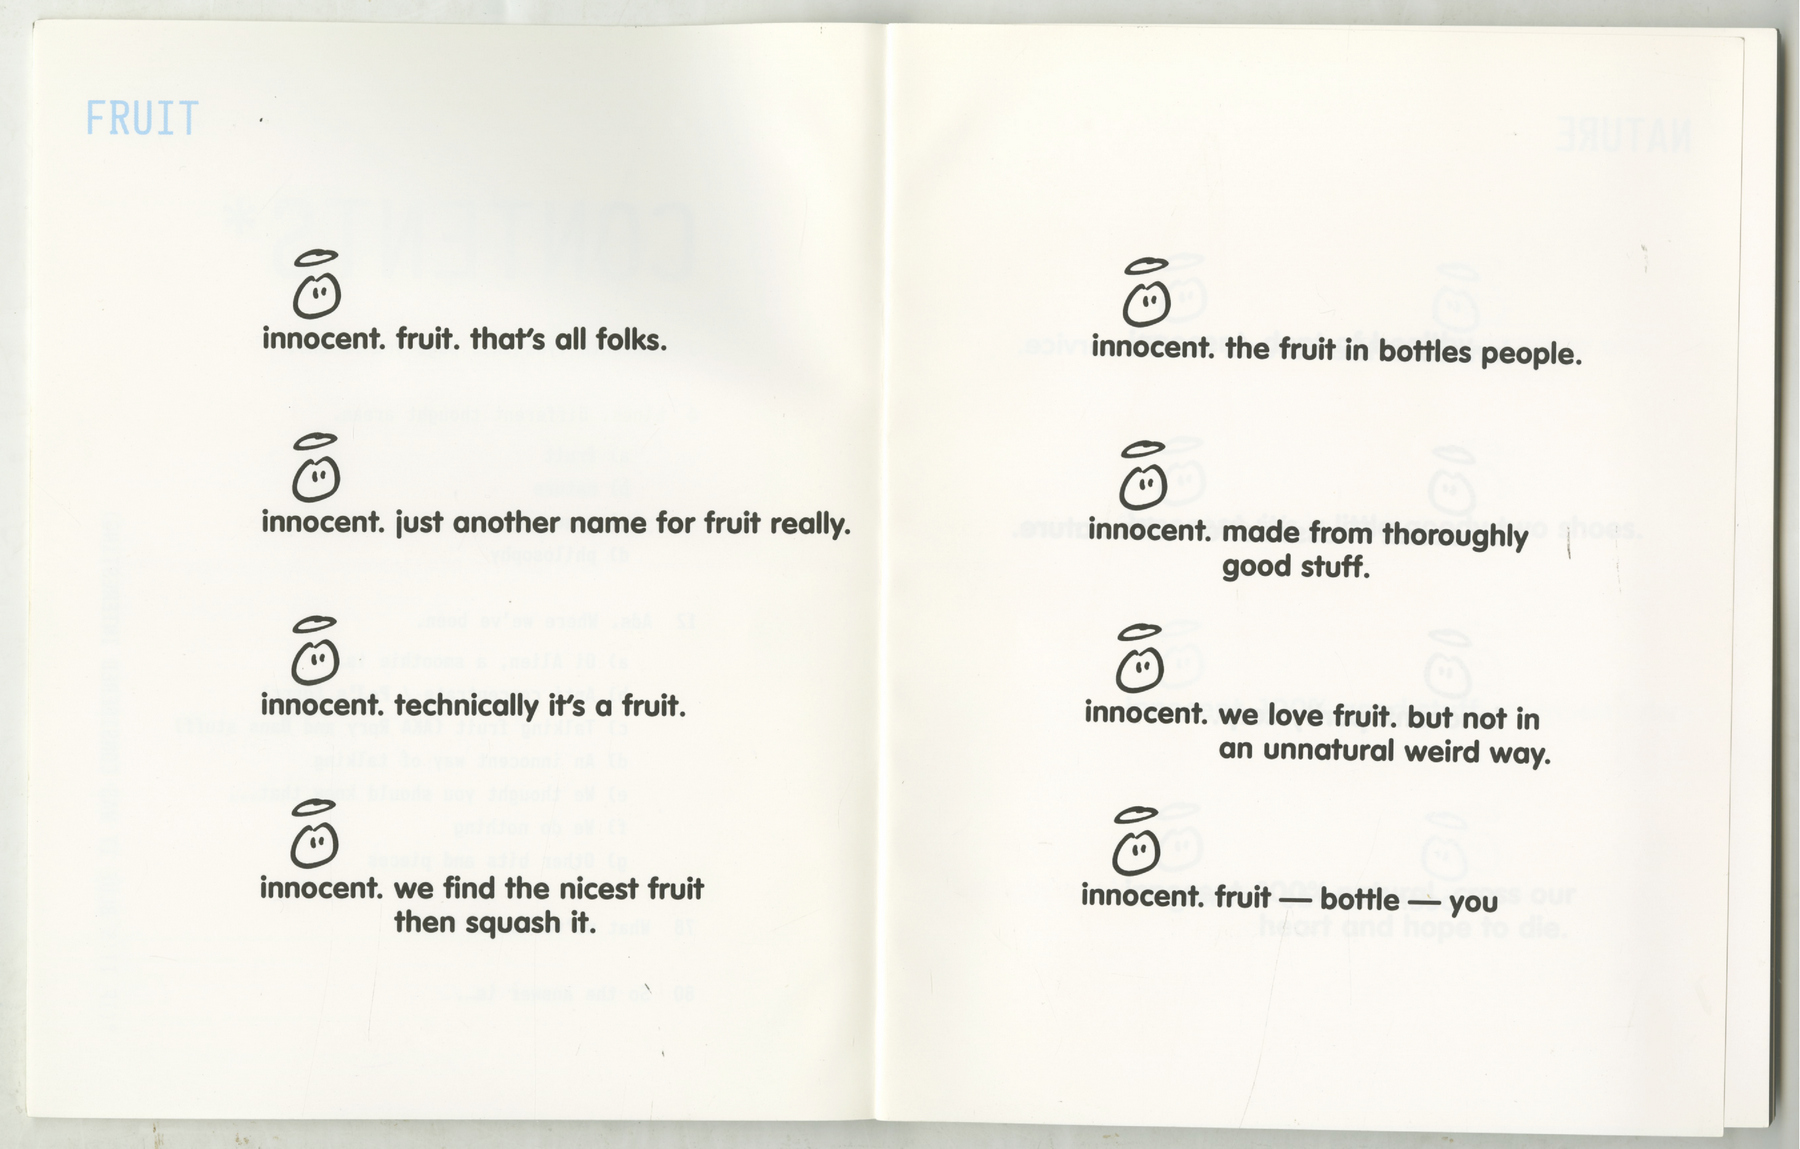 FRUIT
innocent. fruit. that's all folks.
innocent. just another name for fruit really.
innocent. technically it's a fruit.
innocent. we find the nicest fruit
then squash it.
NATURE
innocent. the fruit in bottles people.
innocent. made from thoroughly
good stuff.
innocent. we love fruit. but not in
an unnatural weird way.
innocent. fruit — bottle — you